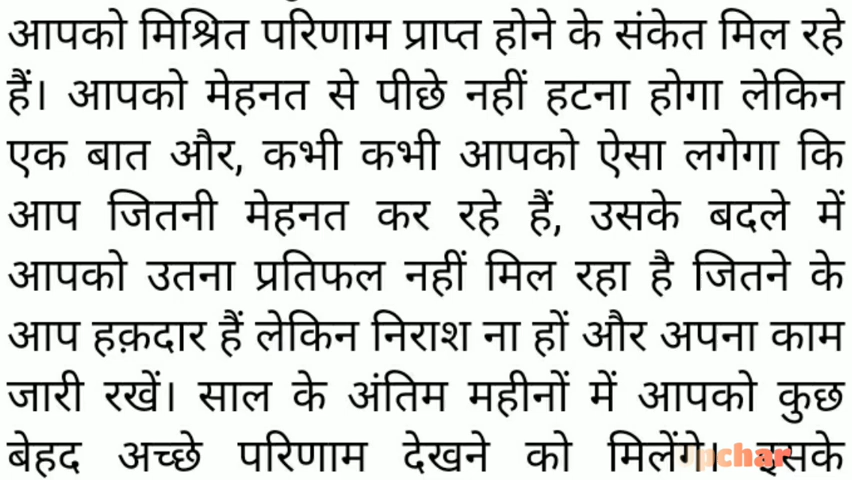 आपको मिश्रित परिणाम प्राप्त होने के संकेत मिल रहे
हैं। आपको मेहनत से पीछे नहीं हटना होगा लेकिन
एक बात और, कभी कभी आपको ऐसा लगेगा कि
आप जितनी मेहनत कर रहे हैं, उसके बदले में
आपको उतना प्रतिफल नहीं मिल रहा है जितने के
आप हक़दार हैं लेकिन निराश ना हों और अपना काम
जारी रखें। साल के अंतिम महीनों में आपको कुछ
बेहद अच्छे परिणाम देखने को मिलेंगे। इसके